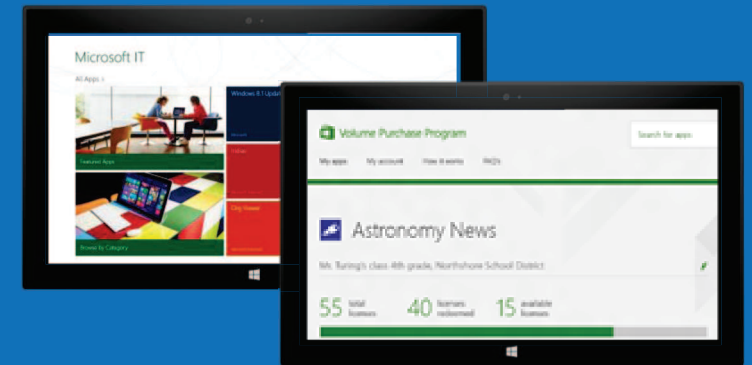 Microsoft IT
All Apps
Windows 8.1 Update
Featured Apps
Browse by Category
Volume Purchase Program
Search for apps
My apps My account How it works FAQs
Astronomy News
Mr. Turing's class 4th grade, Northshore School District
55 total licenses 40 licenses redeemed 15 available licenses